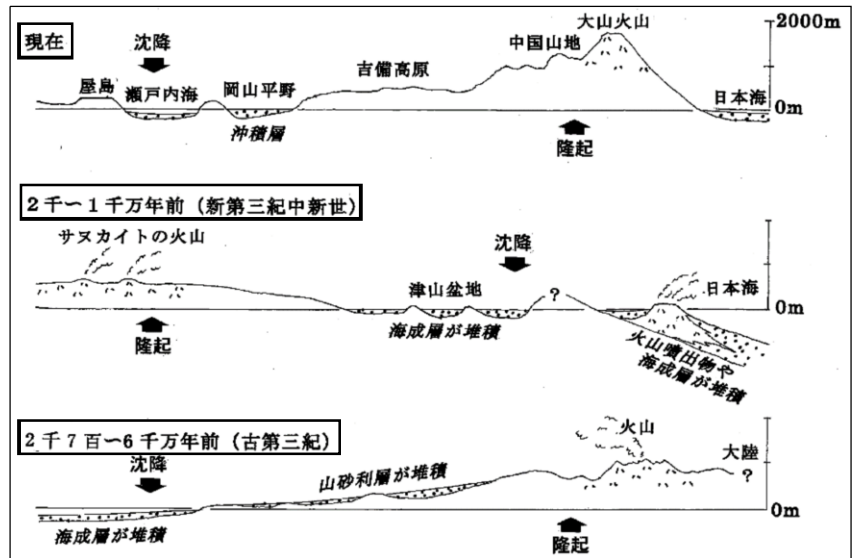 現在
沈降
大山火山
2000m
中国山地
吉備高原
屋島
瀬戸内海
岡山平野
日本海
0m
沖積層
隆起
2千〜1千万年前（新第三紀中新世）
サヌカイトの火山
沈降
津山盆地
?
日本海
0m
海成層が堆積
隆起
火山噴出物や
海成層が堆積
2千7百〜6千万年前（古第三紀）
沈降
火山
山砂利層が堆積
大陸
?
0m
海成層が堆積
隆起